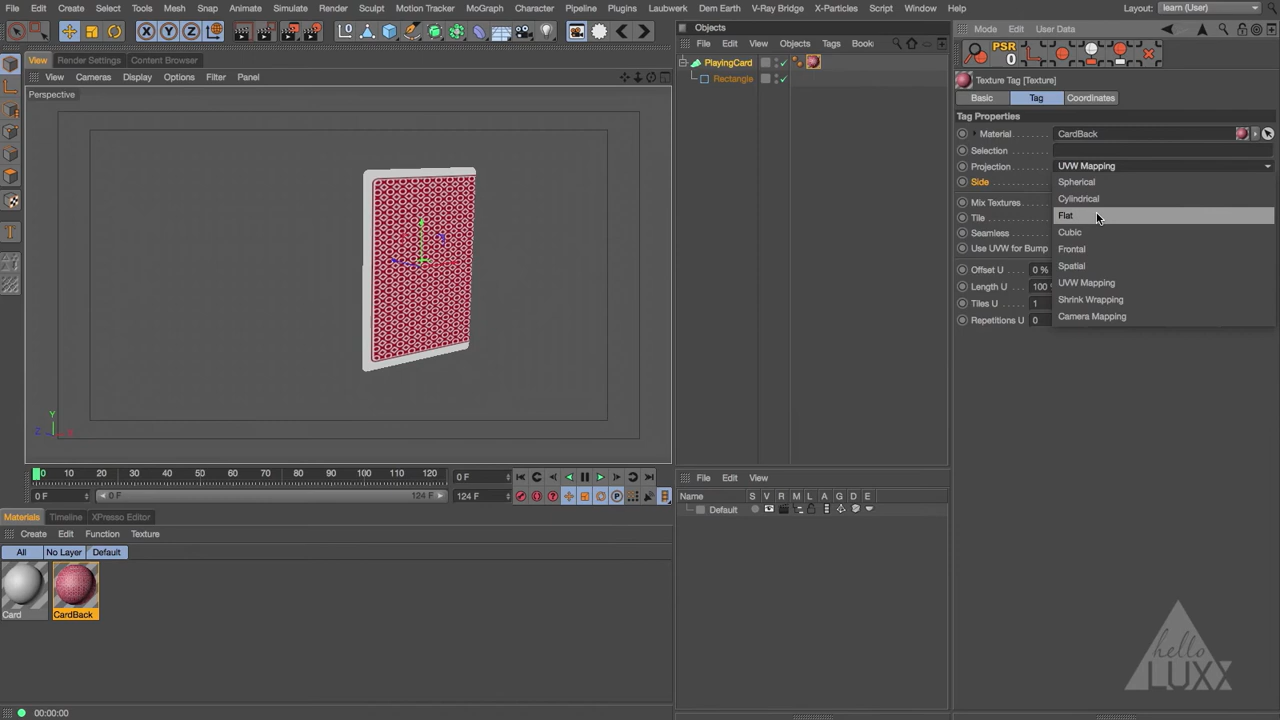 File Edit Create Select Tools Mesh Snap Animate Simulate Render Sculpt Motion Tracker MoGraph Character Pipeline Plugins Laubwerk Dem Earth V-Ray Bridge X-Particles Script Window Help Layout: learn (User)
Objects
Mode Edit User Data
File Edit View Objects Tags Book
PSR
0
View Render Settings Content Browser
PlayingCard
Rectangle
View Cameras Display Options Filter Panel
Perspective
Texture Tag [Texture]
Basic Tag Coordinates
Tag Properties
Material CardBack
Selection
Projection UVW Mapping
Side
Mix Textures
Tile
Seamless
Use UVW for Bump
Spherical
Cylindrical
Flat
Cubic
Frontal
Spatial
UVW Mapping
Shrink Wrapping
Camera Mapping
Offset U 0 %
Length U 100
Tiles U 1
Repetitions U 0
Y
Z X
0 10 20 30 40 50 60 70 80 90 100 110 120 0 F
0 F 0 F 124 F 124 F
File Edit View
Name S V R M L A G D E
Default
Materials Timeline XPresso Editor
Create Edit Function Texture
All No Layer Default
Card CardBack
hello
LUXX
00:00:00